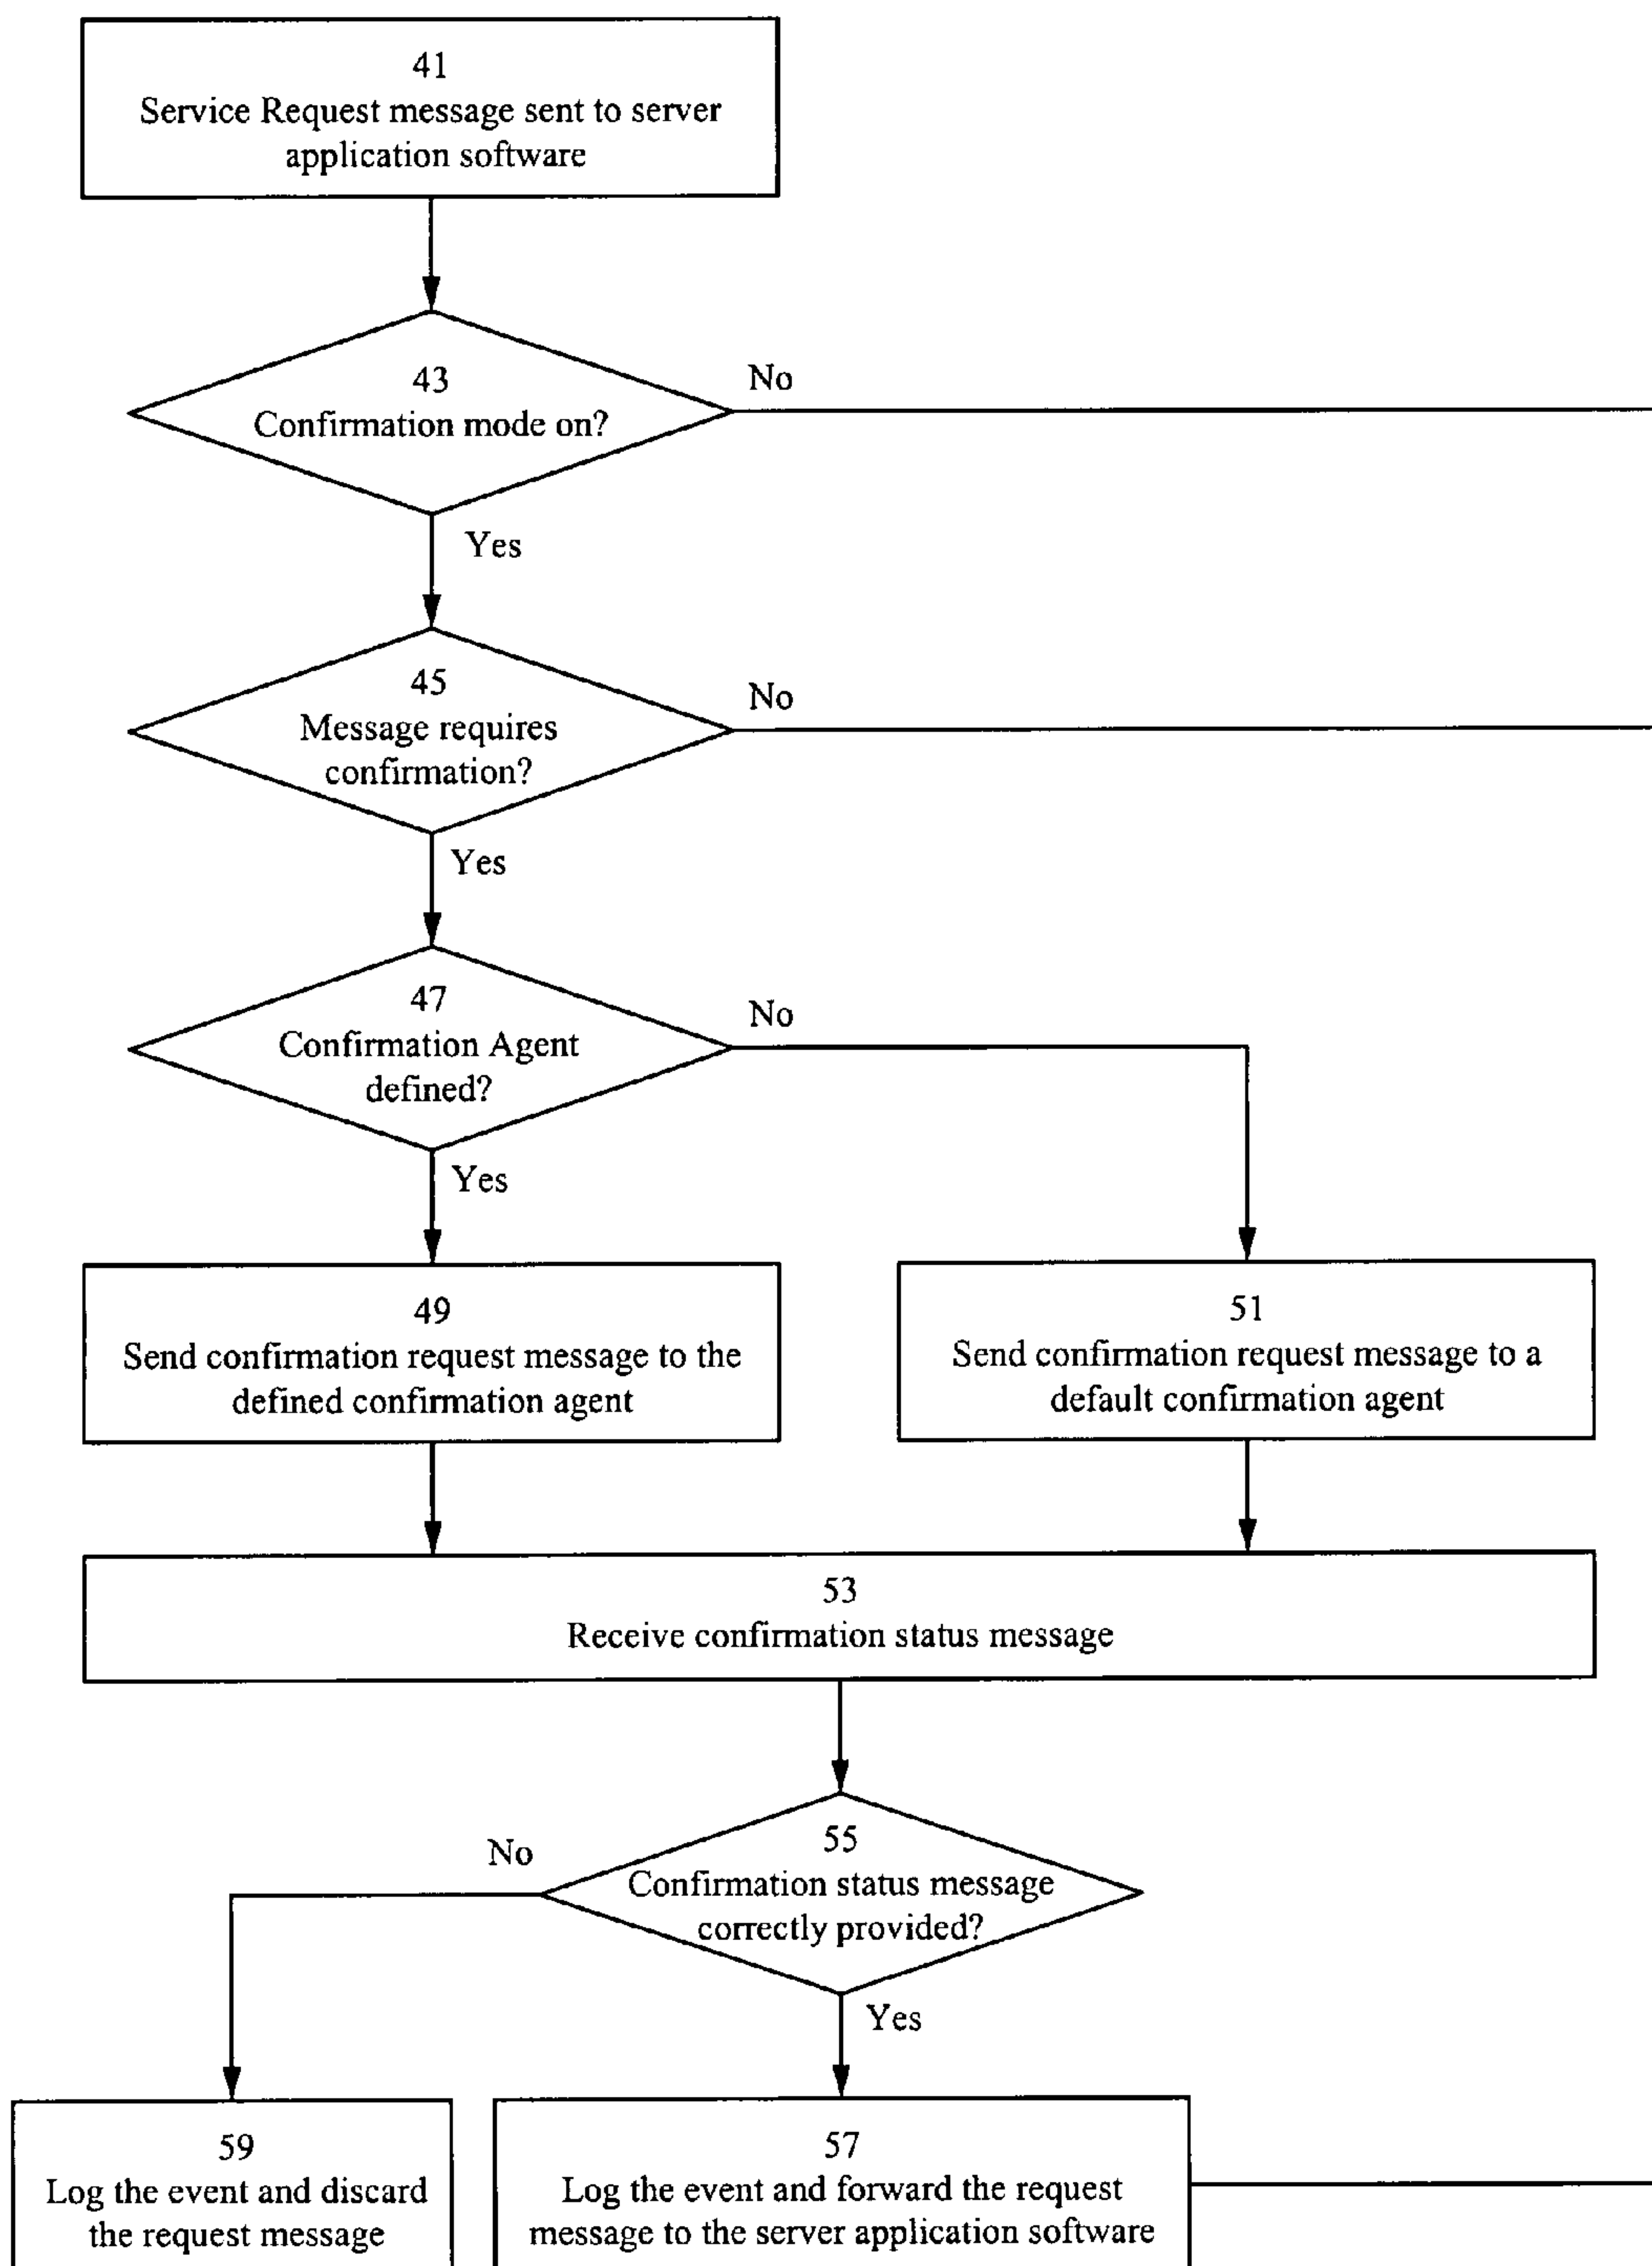 41
Service Request message sent to server
application software
43
Confirmation mode on?
No
Yes
45
Message requires
confirmation?
No
Yes
47
Confirmation Agent
defined?
No
Yes
49
Send confirmation request message to the
defined confirmation agent
51
Send confirmation request message to a
default confirmation agent
53
Receive confirmation status message
55
Confirmation status message
correctly provided?
No
Yes
59
Log the event and discard
the request message
57
Log the event and forward the request
message to the server application software